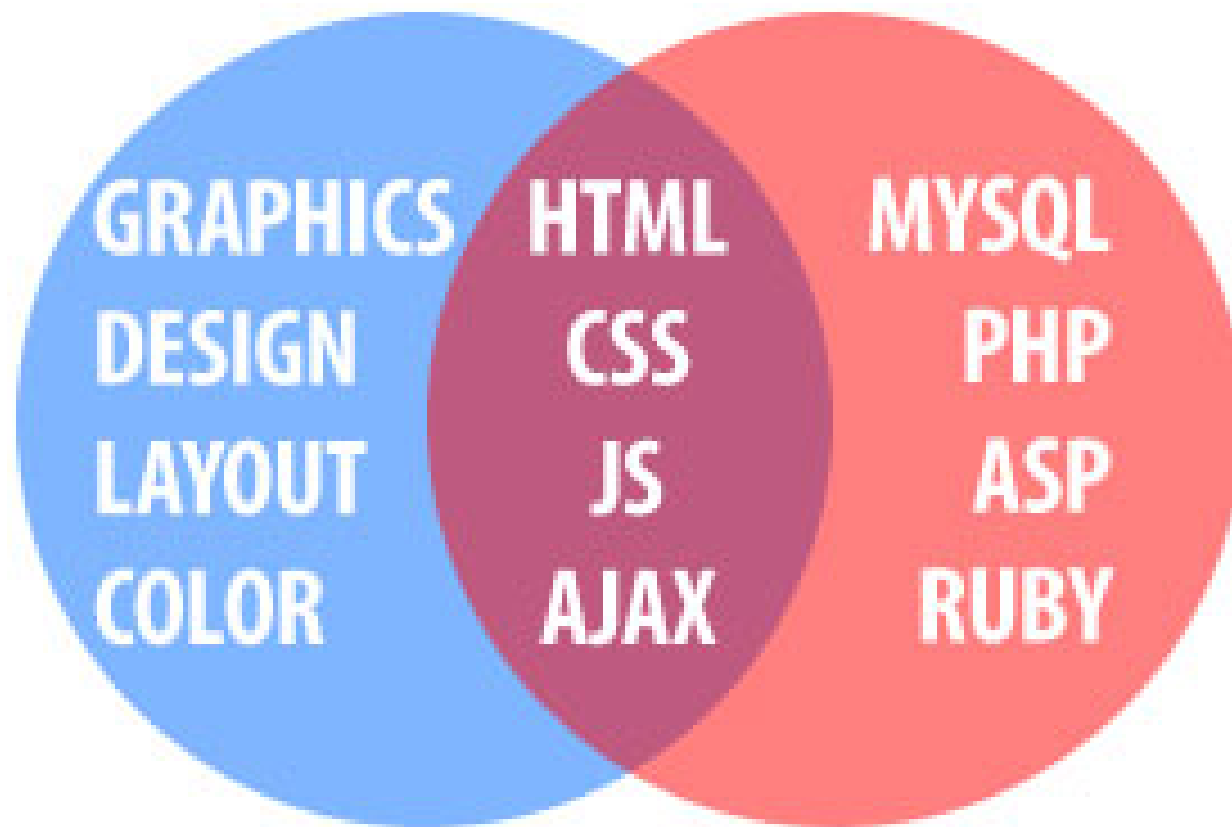 GRAPHICS
DESIGN
LAYOUT
COLOR
HTML
CSS
JS
AJAX
MYSQL
PHP
ASP
RUBY